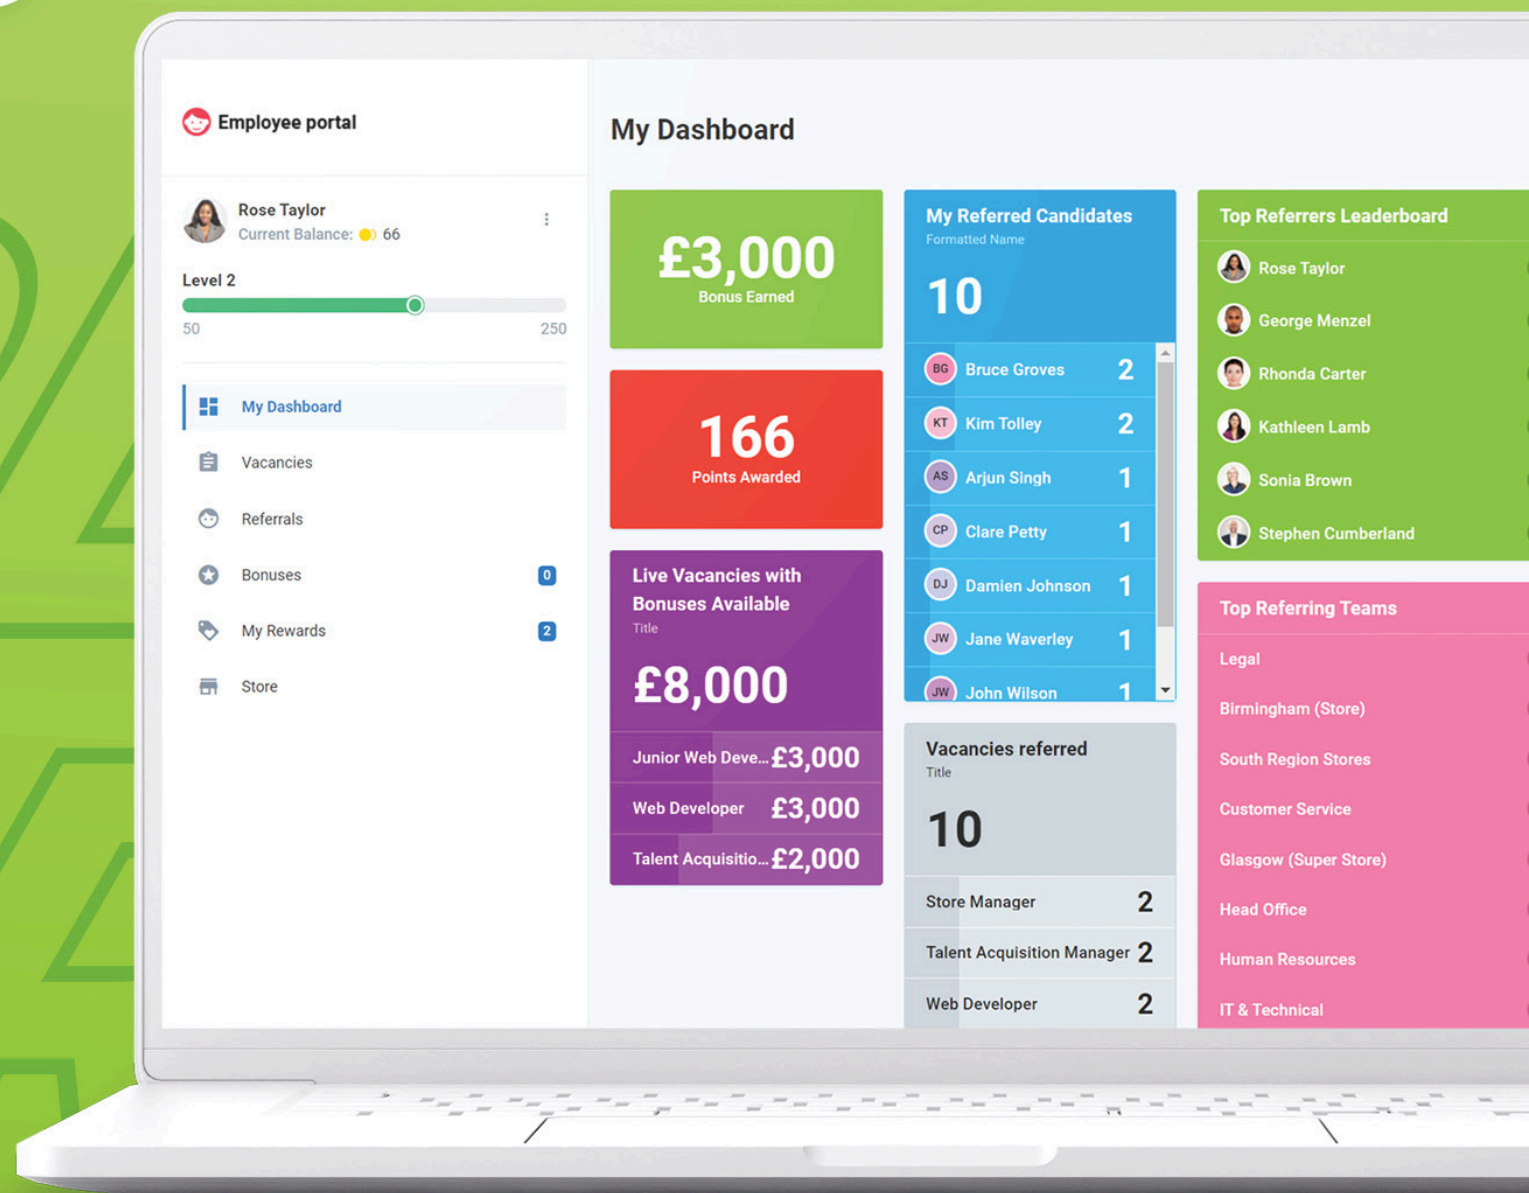 Employee portal
Rose Taylor
Current Balance: 66
Level 2
50 250
My Dashboard
Vacancies
Referrals
Bonuses 0
My Rewards 2
Store
My Dashboard
£3,000
Bonus Earned
166
Points Awarded
Live Vacancies with
Bonuses Available
Title
£8,000
Junior Web Deve... £3,000
Web Developer £3,000
Talent Acquisitio... £2,000
My Referred Candidates
Formatted Name
10
BG Bruce Groves 2
KT Kim Tolley 2
AS Arjun Singh 1
CP Clare Petty 1
DJ Damien Johnson 1
JW Jane Waverley 1
JW John Wilson 1
Vacancies referred
Title
10
Store Manager 2
Talent Acquisition Manager 2
Web Developer 2
Top Referrers Leaderboard
Rose Taylor
George Menzel
Rhonda Carter
Kathleen Lamb
Sonia Brown
Stephen Cumberland
Top Referring Teams
Legal
Birmingham (Store)
South Region Stores
Customer Service
Glasgow (Super Store)
Head Office
Human Resources
IT & Technical